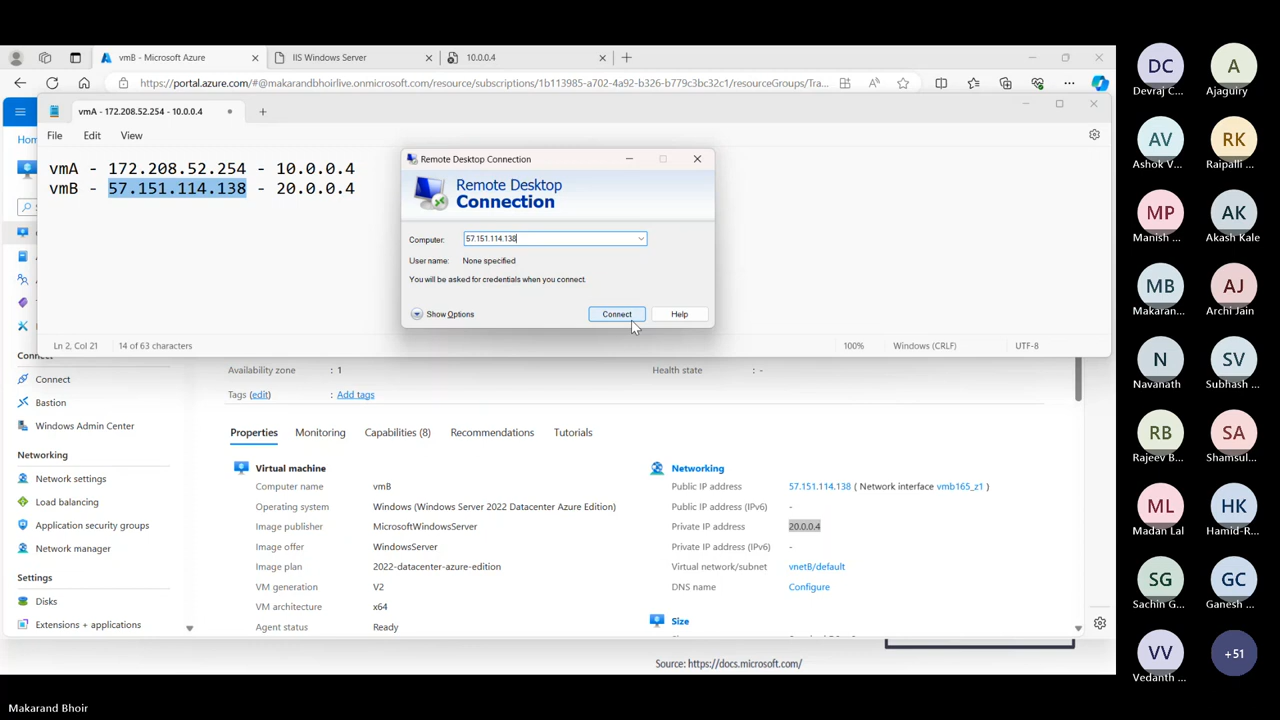 vmB - Microsoft Azure
IIS Windows Server
10.0.0.4
https://portal.azure.com/#@makarandbhoirlive.onmicrosoft.com/resource/subscriptions/1b113985-a702-4a92-b326-b779c3bc32c1/resourceGroups/Tra...
vmA - 172.208.52.254 - 10.0.0.4
File
Edit
View
vmA - 172.208.52.254 - 10.0.0.4
vmB - 57.151.114.138 - 20.0.0.4
Remote Desktop Connection
Remote Desktop
Connection
Computer:
57.151.114.138
User name:
None specified
You will be asked for credentials when you connect.
Show Options
Connect
Help
Ln 2, Col 21
14 of 63 characters
100%
Windows (CRLF)
UTF-8
Hom
Connect
Bastion
Windows Admin Center
Networking
Network settings
Load balancing
Application security groups
Network manager
Settings
Disks
Extensions + applications
Availability zone : 1
Health state : -
Tags (edit) : Add tags
Properties
Monitoring
Capabilities (8)
Recommendations
Tutorials
Virtual machine
Computer name vmB
Operating system Windows (Windows Server 2022 Datacenter Azure Edition)
Image publisher MicrosoftWindowsServer
Image offer WindowsServer
Image plan 2022-datacenter-azure-edition
VM generation V2
VM architecture x64
Agent status Ready
Networking
Public IP address 57.151.114.138 ( Network interface vmb165_z1 )
Public IP address (IPv6) -
Private IP address 20.0.0.4
Private IP address (IPv6) -
Virtual network/subnet vnetB/default
DNS name Configure
Size
Source: https://docs.microsoft.com/
DC
Devraj C...
A
Ajaguiry
AV
Ashok V...
RK
Raipalli ...
MP
Manish ...
AK
Akash Kale
MB
Makaran...
AJ
Archi Jain
N
Navanath
SV
Subhash ...
RB
Rajeev B...
SA
Shamsul...
ML
Madan Lal
HK
Hamid-R...
SG
Sachin G...
GC
Ganesh ...
VV
Vedanth ...
+51
Makarand Bhoir